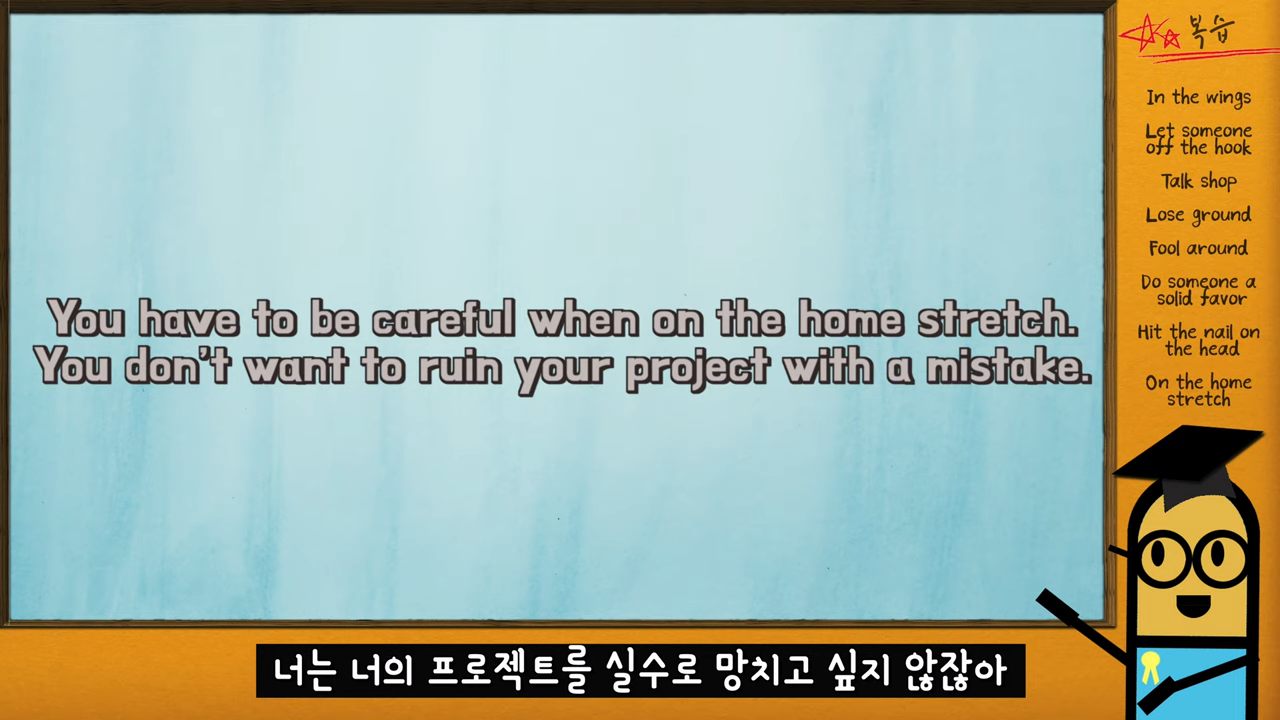 복습
In the wings
Let someone
off the hook
Talk shop
Lose ground
Fool around
Do someone a
solid favor
Hit the nail on
the head
On the home
stretch
You have to be careful when on the home stretch.
You don't want to ruin your project with a mistake.
너는 너의 프로젝트를 실수로 망치고 싶지 않잖아